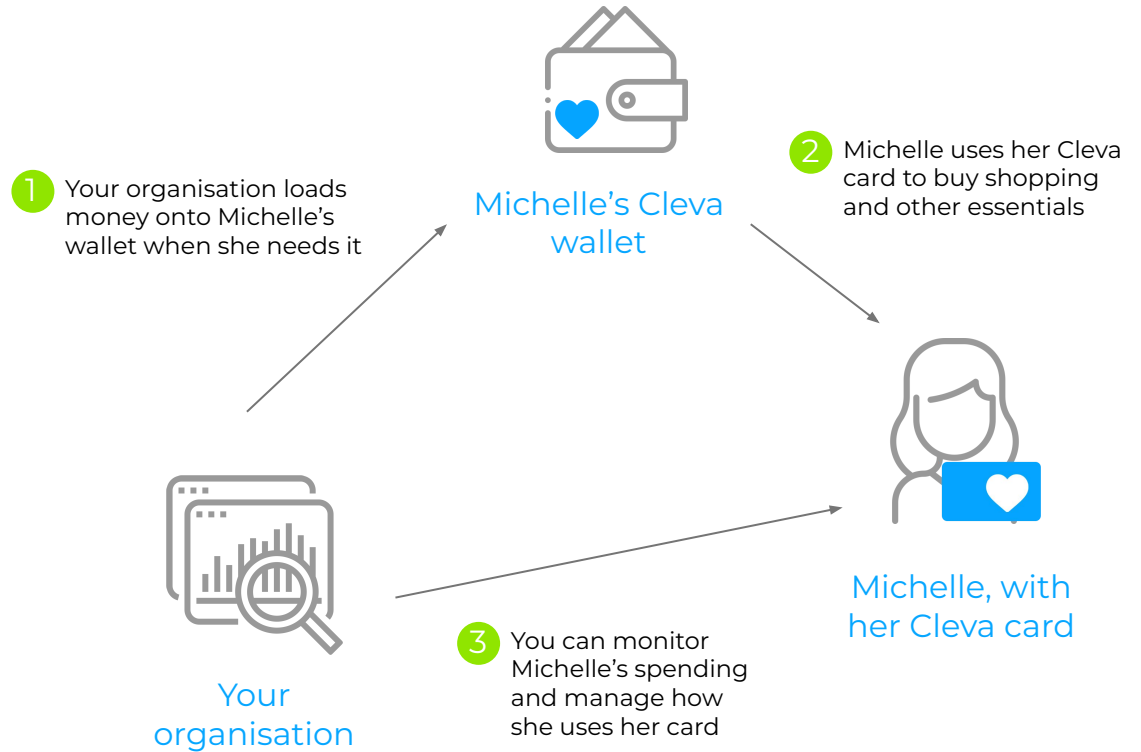 Michelle's Cleva
wallet
1
Your organisation loads
money onto Michelle’s
wallet when she needs it
2
Michelle uses her Cleva
card to buy shopping
and other essentials
Michelle, with
her Cleva card
3
You can monitor
Michelle’s spending
and manage how
she uses her card
Your
organisation